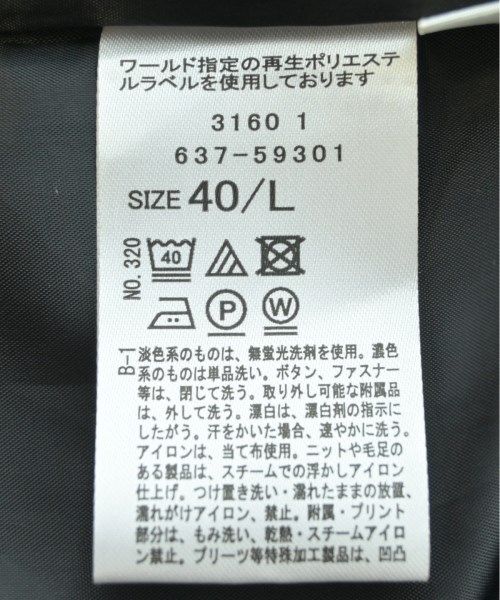 ワールド指定の再生ポリエステ
ルラベルを使用しております
3160 1
637-59301
SIZE 40/L
NO. 320
40
P
W
B-1
淡色系のものは、無蛍光洗剤を使用。濃色
系のものは単品洗い。ボタン、ファスナー
等は、閉じて洗う。取り外し可能な附属品
は、外して洗う。漂白は、漂白剤の指示に
したがう。汗をかいた場合、速やかに洗う。
アイロンは、当て布使用。ニットや毛足の
ある製品は、スチームでの浮かしアイロン
仕上げ。つけ置き洗い・濡れたままの放置、
濡れがけアイロン、禁止。附属・プリント
部分は、もみ洗い、乾熱・スチームアイロ
ン禁止。プリーツ等特殊加工製品は、凹凸